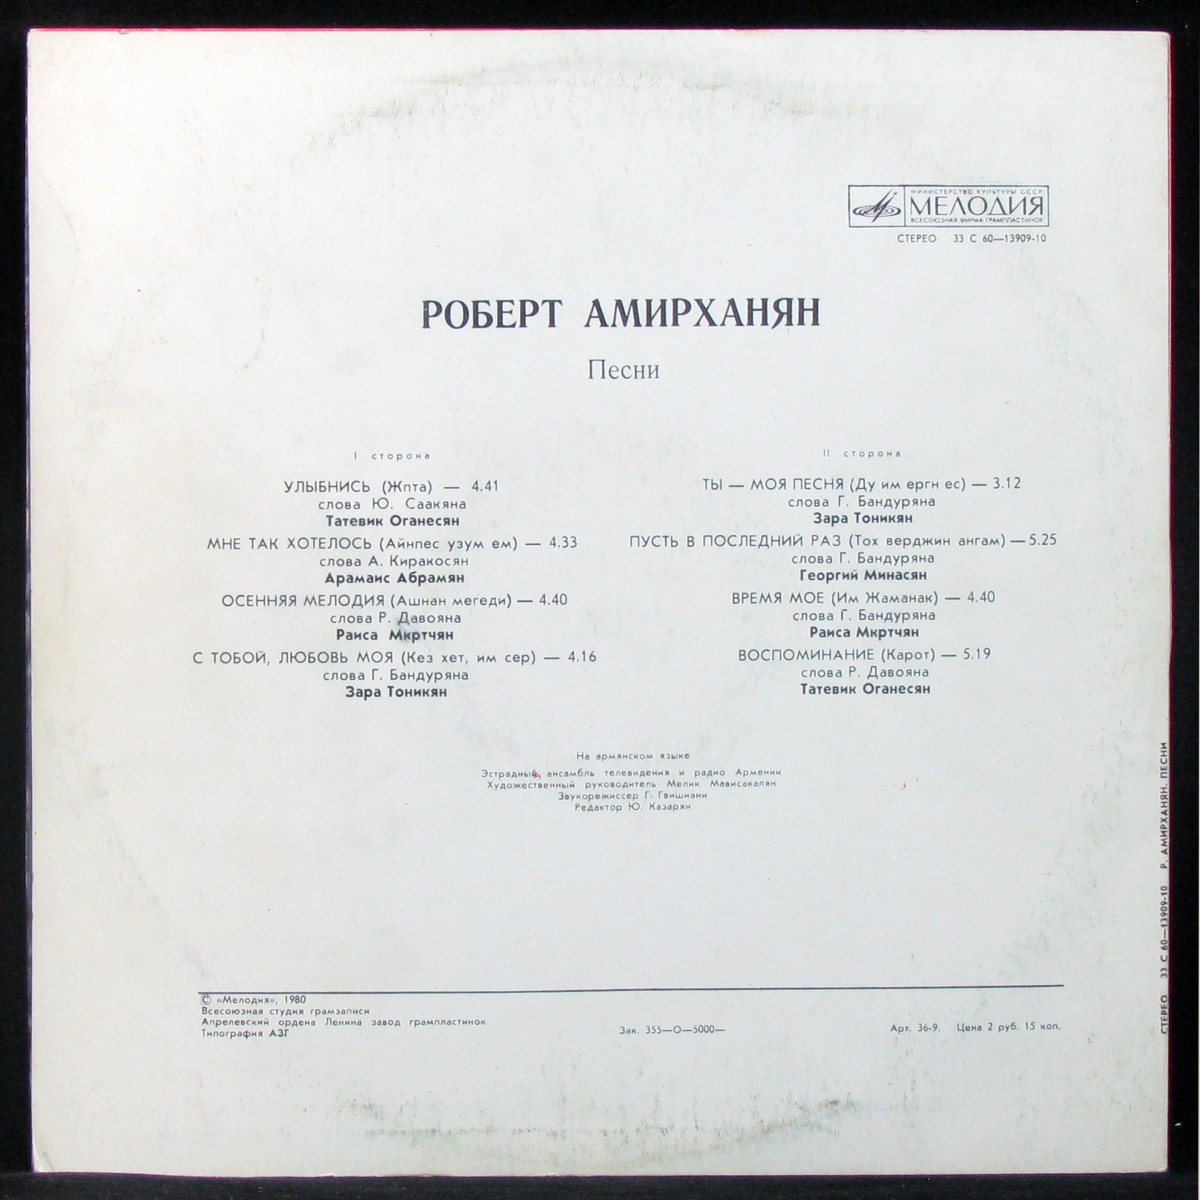 МИНИСТЕРСТВО КУЛЬТУРЫ СССР
МЕЛОДИЯ
ВСЕСОЮЗНАЯ ФИРМА ГРАМПЛАСТИНОК
СТЕРЕО 33 С 60—13909-10
РОБЕРТ АМИРХАНЯН
Песни
I сторона
УЛЫБНИСЬ (Жпта) — 4.41
слова Ю. Саакяна
Татевик Оганесян
МНЕ ТАК ХОТЕЛОСЬ (Айнпес узум ем) — 4.33
слова А. Киракосян
Арамаис Абрамян
ОСЕННЯЯ МЕЛОДИЯ (Ашнан мегеди) — 4.40
слова Р. Давояна
Раиса Мкртчян
С ТОБОЙ, ЛЮБОВЬ МОЯ (Кез хет, им сер) — 4.16
слова Г. Бандуряна
Зара Тоникян
II сторона
ТЫ — МОЯ ПЕСНЯ (Ду им ергн ес) — 3.12
слова Г. Бандуряна
Зара Тоникян
ПУСТЬ В ПОСЛЕДНИЙ РАЗ (Тох верджин ангам) — 5.25
слова Г. Бандуряна
Георгий Минасян
ВРЕМЯ МОЕ (Им Жаманак) — 4.40
слова Г. Бандуряна
Раиса Мкртчян
ВОСПОМИНАНИЕ (Карот) — 5.19
слова Р. Давояна
Татевик Оганесян
На армянском языке
Эстрадный ансамбль телевидения и радио Армении
Художественный руководитель Мелик Мависакалян
Звукорежиссер Г. Гвишиани
Редактор Ю. Казарян
© «Мелодия», 1980
Всесоюзная студия грамзаписи
Апрелевский ордена Ленина завод грампластинок
Типография АЗГ
Зак. 355—О—5000—
Арт. 36-9. Цена 2 руб. 15 коп.
СТЕРЕО 33 С 60—13909-10 Р. АМИРХАНЯН. ПЕСНИ